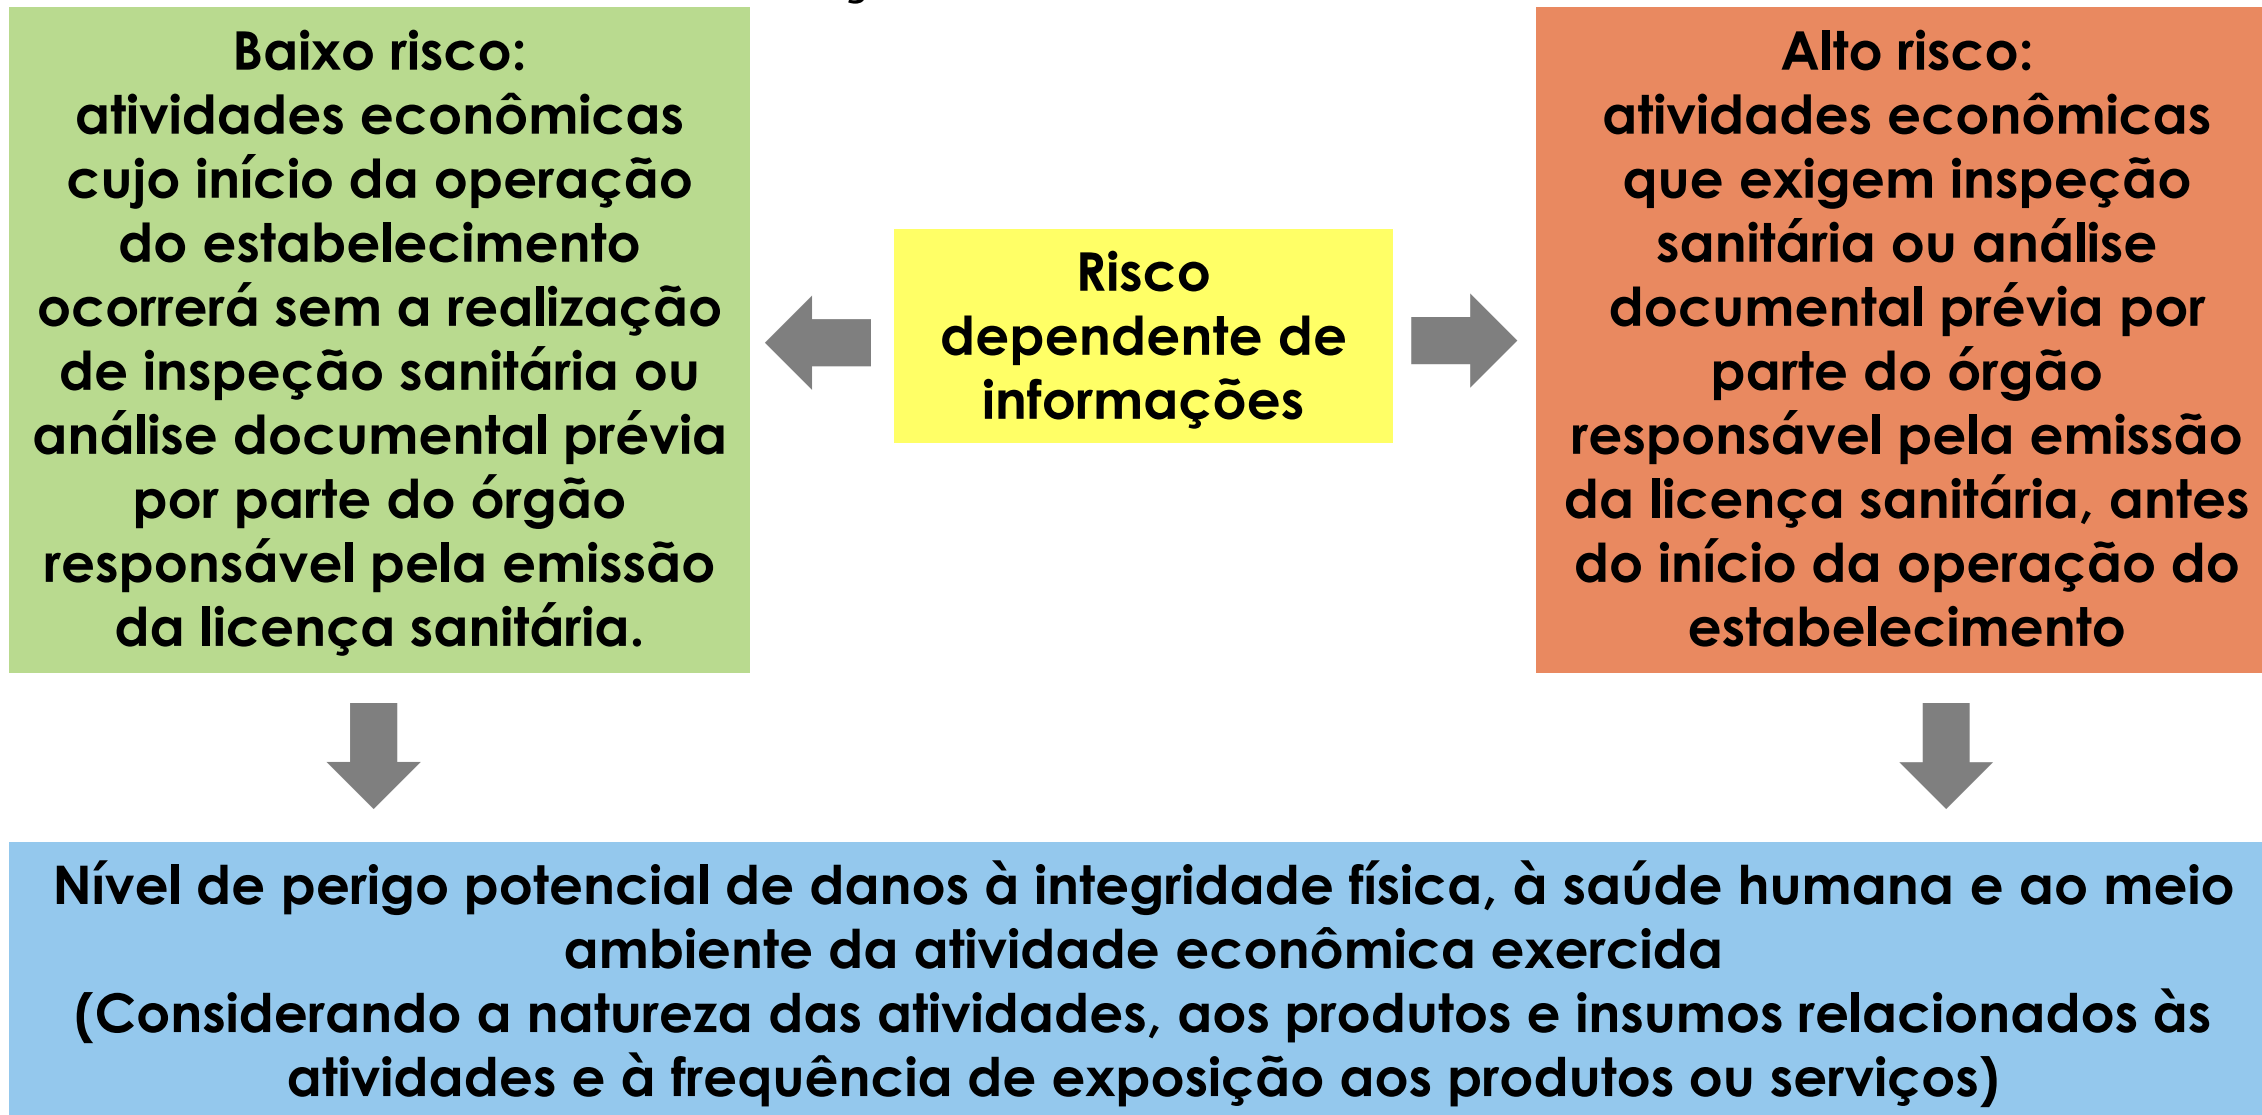 Baixo risco:
atividades econômicas
cujo início da operação
do estabelecimento
ocorrerá sem a realização
de inspeção sanitária ou
análise documental prévia
por parte do órgão
responsável pela emissão
da licença sanitária.
Risco
dependente de
informações
Alto risco:
atividades econômicas
que exigem inspeção
sanitária ou análise
documental prévia por
parte do órgão
responsável pela emissão
da licença sanitária, antes
do início da operação do
estabelecimento
Nível de perigo potencial de danos à integridade física, à saúde humana e ao meio
ambiente da atividade econômica exercida
(Considerando a natureza das atividades, aos produtos e insumos relacionados às
atividades e à frequência de exposição aos produtos ou serviços)